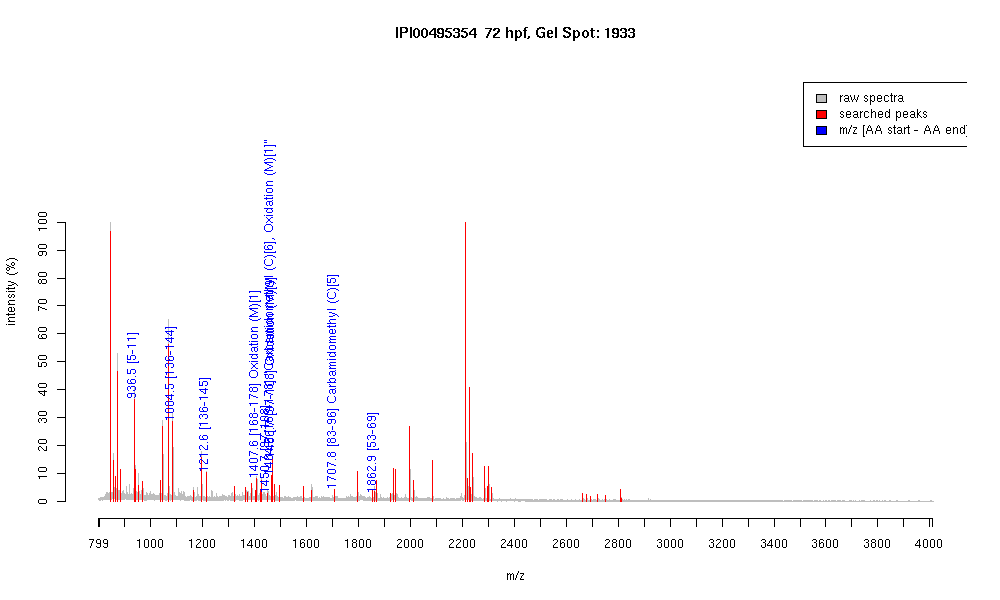 IPI00495354 72 hpf, Gel Spot: 1933
raw spectra
searched peaks
m/z [AA start - AA end]
intensity (%)
100
90
80
70
60
50
40
30
20
10
0
936.5 [5-11]
[136-144]
1212.6 [136-145]
1407.6 [168-178] Oxidation (M)[1]
(C)[6], Oxidation (M)[1]"
1707.8 [83-96] Carbamidomethyl (C)[5]
1862.9 [53-69]
799 1000 1200 1400 1600 1800 2000 2200 2400 2600 2800 3000 3200 3400 3600 3800 4000
m/z